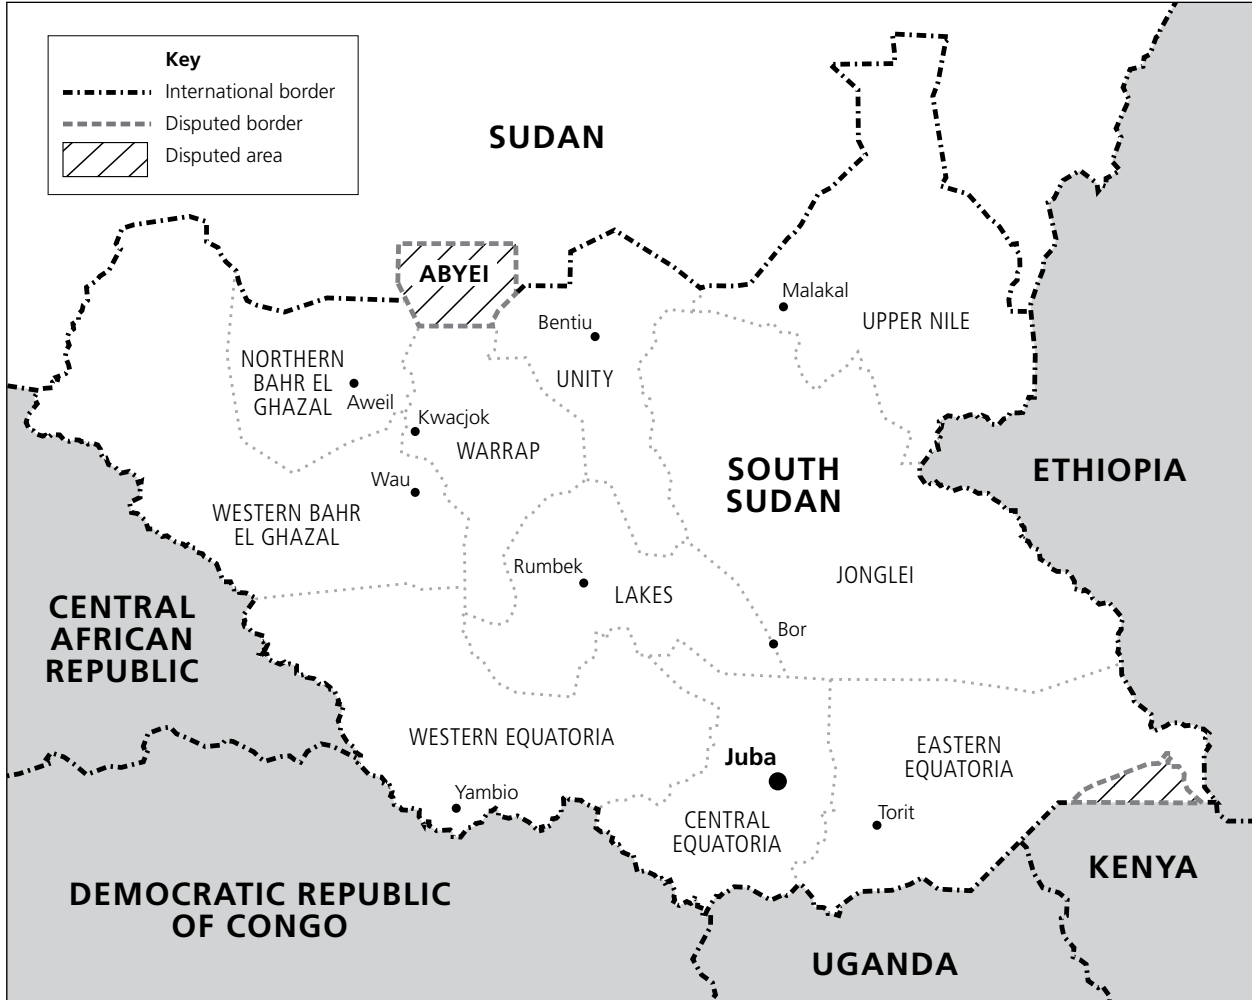 Key
International border
Disputed border
Disputed area
SUDAN
ABYEI
Malakal
UPPER NILE
Bentiu
UNITY
NORTHERN
BAHR EL
GHAZAL
Aweil
Kwacjok
WARRAP
Wau
WESTERN BAHR
EL GHAZAL
SOUTH
SUDAN
ETHIOPIA
Rumbek
LAKES
JONGLEI
Bor
CENTRAL
AFRICAN
REPUBLIC
WESTERN EQUATORIA
Juba
EASTERN
EQUATORIA
Yambio
CENTRAL
EQUATORIA
Torit
KENYA
DEMOCRATIC REPUBLIC
OF CONGO
UGANDA